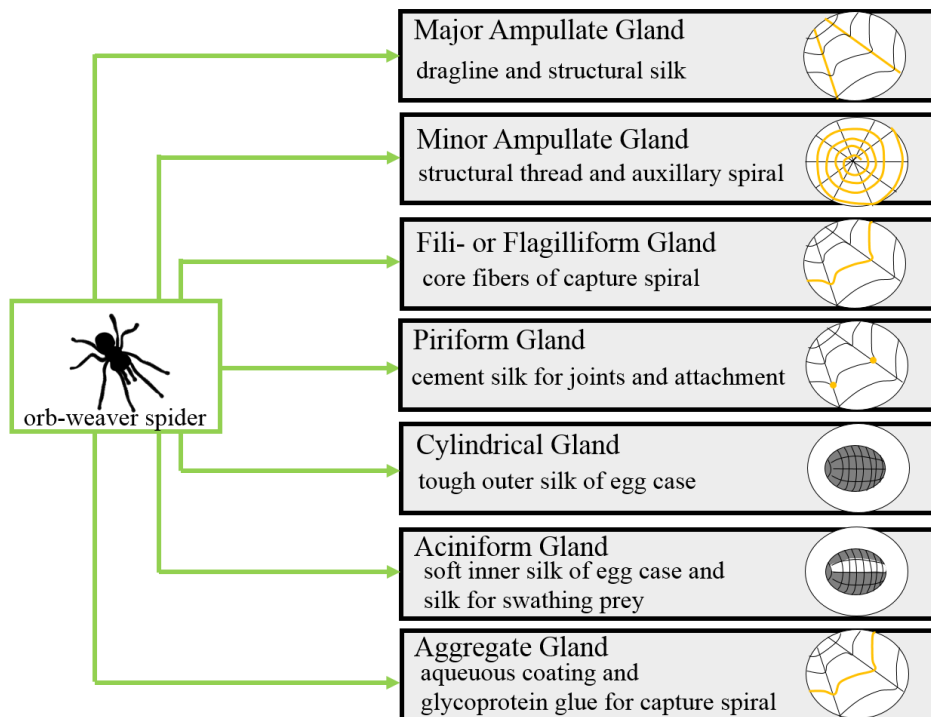 Major Ampullate Gland
dragline and structural silk
Minor Ampullate Gland
structural thread and auxillary spiral
Fili- or Flagilliform Gland
core fibers of capture spiral
Piriform Gland
cement silk for joints and attachment
orb-weaver spider
Cylindrical Gland
tough outer silk of egg case
Aciniform Gland
soft inner silk of egg case and
silk for swathing prey
Aggregate Gland
aqueous coating and
glycoprotein glue for capture spiral